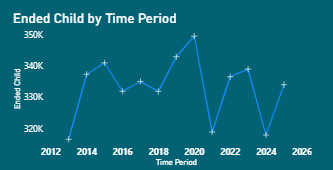 Ended Child by Time Period
350K
340K
330K
320K
Ended Child
2012 2014 2016 2018 2020 2022 2024 2026
Time Period